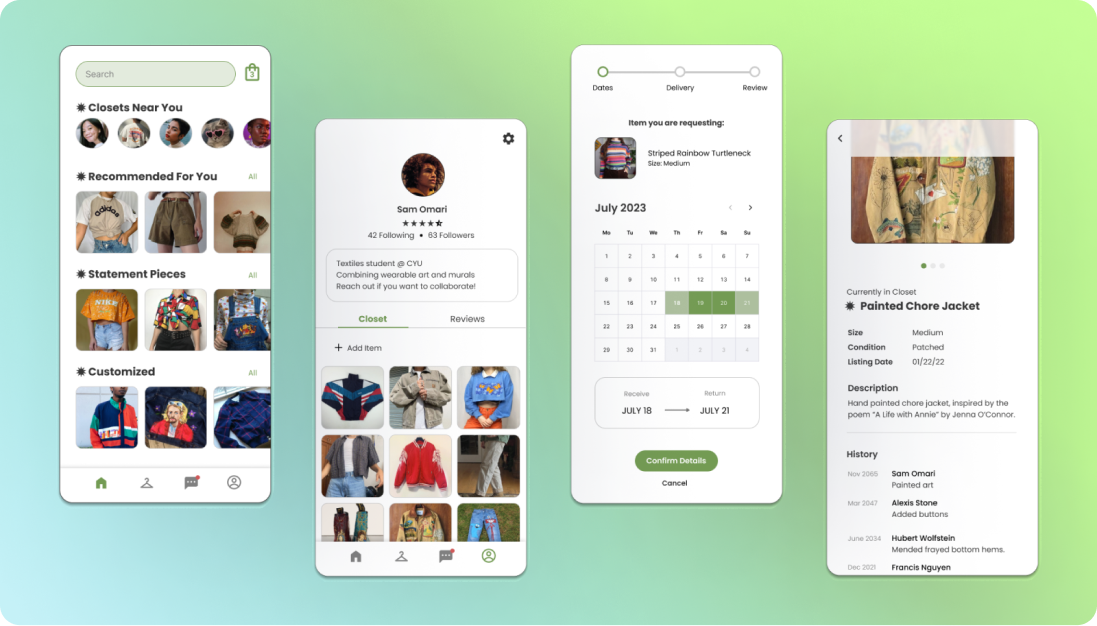 Search
3
Closets Near You
Recommended For You
All
adidas
Statement Pieces
All
NIKE
Customized
All
Sam Omari
42 Following • 63 Followers
Textiles student @ CYU
Combining wearable art and murals
Reach out if you want to collaborate!
Closet Reviews
+ Add Item
Dates Delivery Review
Item you are requesting:
Striped Rainbow Turtleneck
Size: Medium
July 2023
Mo Tu We Th Fr Sa Su
1 2 3 4 5 6 7
8 9 10 11 12 13 14
15 16 17 18 19 20 21
22 23 24 25 26 27 28
29 30 31 1 2 3 4
Receive Return
JULY 18 JULY 21
Confirm Details
Cancel
Currently in Closet
Painted Chore Jacket
Size Medium
Condition Patched
Listing Date 01/22/22
Description
Hand painted chore jacket, inspired by the
poem “A Life with Annie” by Jenna O’Connor.
History
Nov 2065 Sam Omari
Painted art
Mar 2047 Alexis Stone
Added buttons
June 2034 Hubert Wolfstein
Mended frayed bottom hems.
Dec 2021 Francis Nguyen